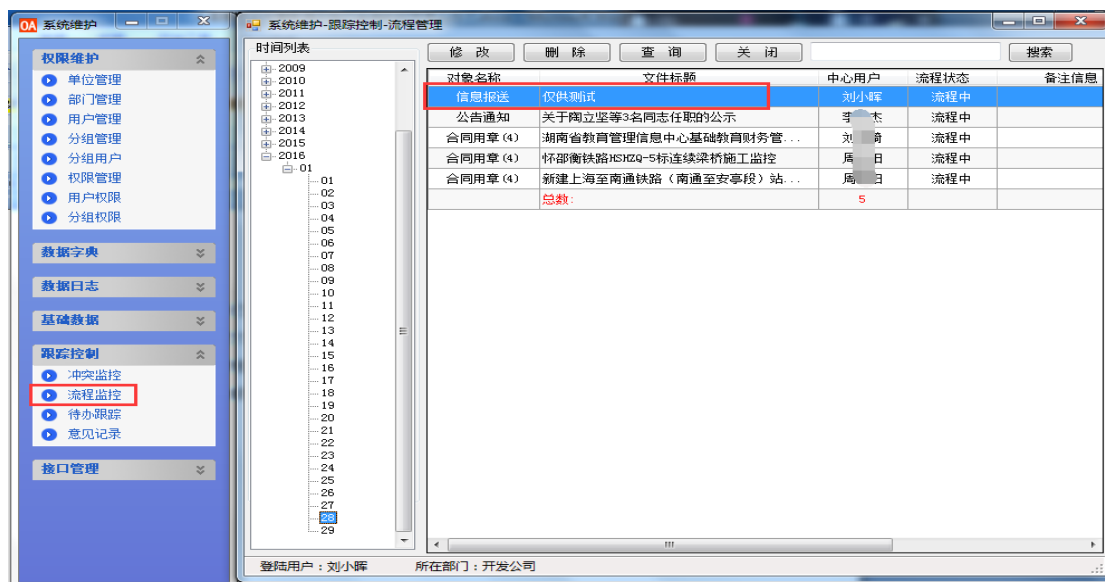 OA 系统维护
权限维护
单位管理
部门管理
用户管理
分组管理
分组用户
权限管理
用户权限
分组权限
数据字典
数据日志
基础数据
跟踪控制
冲突监控
流程监控
待办跟踪
意见记录
接口管理
系统维护-跟踪控制-流程管理
时间列表
2009
2010
2011
2012
2013
2014
2015
2016
01
01
02
03
04
05
06
07
08
09
10
11
12
13
14
15
16
17
18
19
20
21
22
23
24
25
26
27
28
29
修 改 删 除 查 询 关 闭 搜索
对象名称 文件标题 中心用户 流程状态 备注信息
信息报送 仅供测试 刘小晖 流程中
公告通知 关于陶立坚等3名同志任职的公示 李 杰 流程中
合同用章(4) 湖南省教育管理信息中心基础教育财务管... 刘 流程中
合同用章(4) 怀邵衡铁路HSHZQ-5标连续梁桥施工监控 周 日 流程中
合同用章(4) 新建上海至南通铁路（南通至安亭段）站... 周 日 流程中
总数: 5
登陆用户：刘小晖 所在部门：开发公司